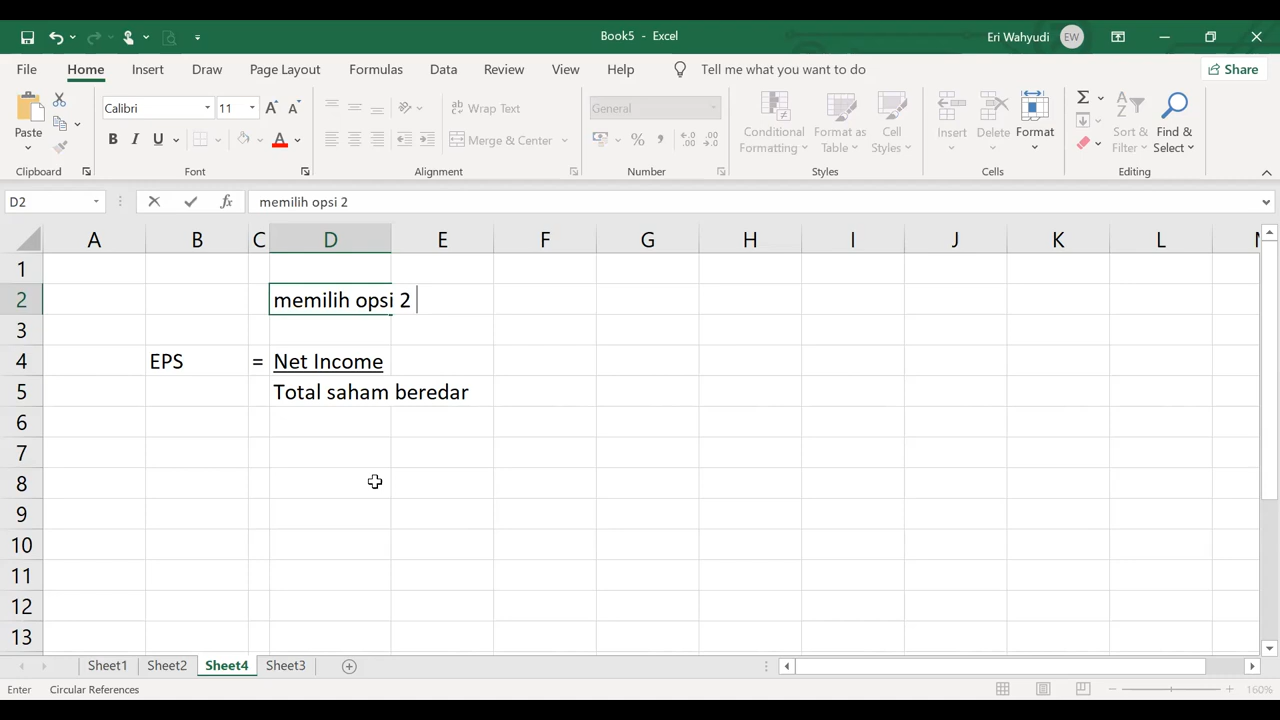 Book5 - Excel
Eri Wahyudi EW
File Home Insert Draw Page Layout Formulas Data Review View Help Tell me what you want to do Share
Calibri 11 Wrap Text General
Paste B I U Merge & Center % , Conditional Formatting Format as Table Cell Styles Insert Delete Format Sort & Filter Find & Select
Clipboard Font Alignment Number Styles Cells Editing
D2 fx memilih opsi 2
A B C D E F G H I J K L
1
2 memilih opsi 2
3
4 EPS = Net Income
5 Total saham beredar
6
7
8
9
10
11
12
13
Sheet1 Sheet2 Sheet4 Sheet3
Enter Circular References 160%